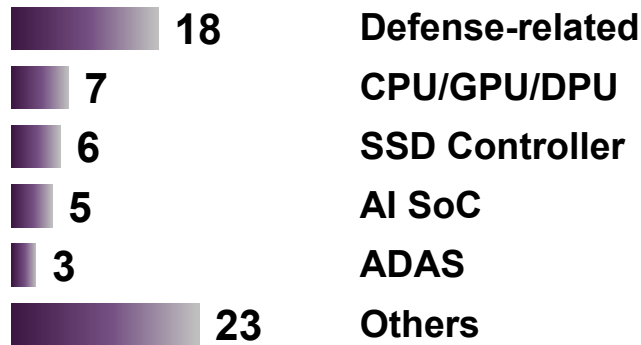 18 Defense-related
7 CPU/GPU/DPU
6 SSD Controller
5 AI SoC
3 ADAS
23 Others